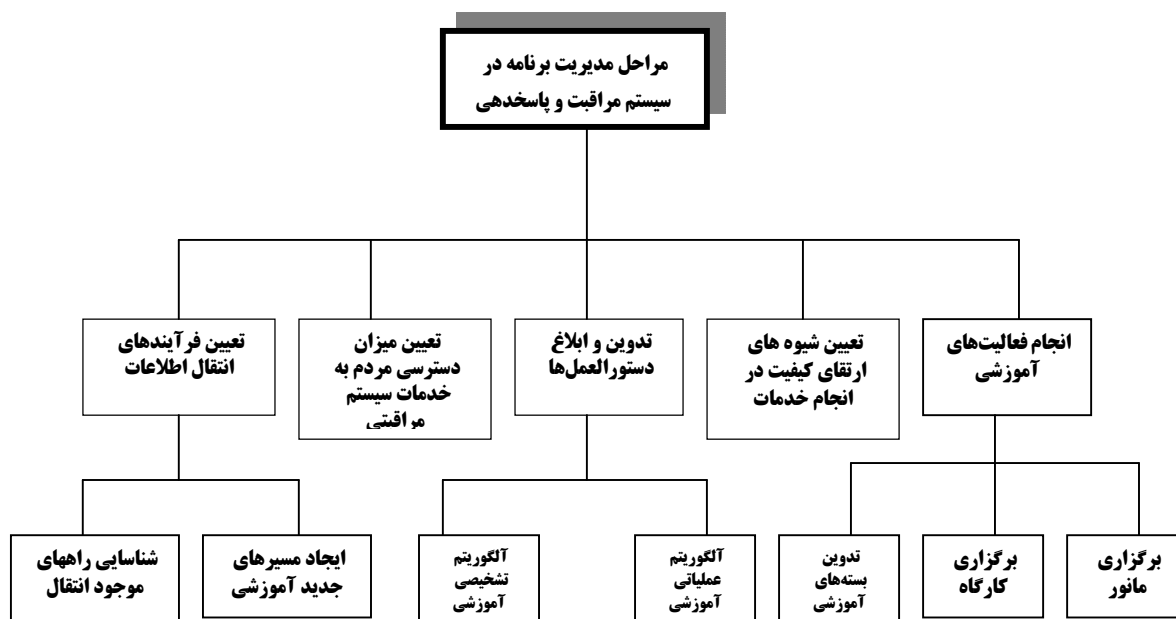 مراحل مدیریت برنامه در
سیستم مراقبت و پاسخدهی
انجام فعالیت‌های
آموزشی
تعیین شیوه های
ارتقای کیفیت در
انجام خدمات
تدوین و ابلاغ
دستورالعمل‌ها
تعیین میزان
دسترسی مردم به
خدمات سیستم
مراقبتی
تعیین فرآیندهای
انتقال اطلاعات
برگزاری
مانور
برگزاری
کارگاه
تدوین
بسته‌های
آموزشی
آلگوریتم
عملیاتی
آموزشی
آلگوریتم
تشخیصی
آموزشی
ایجاد مسیرهای
جدید آموزشی
شناسایی راههای
موجود انتقال